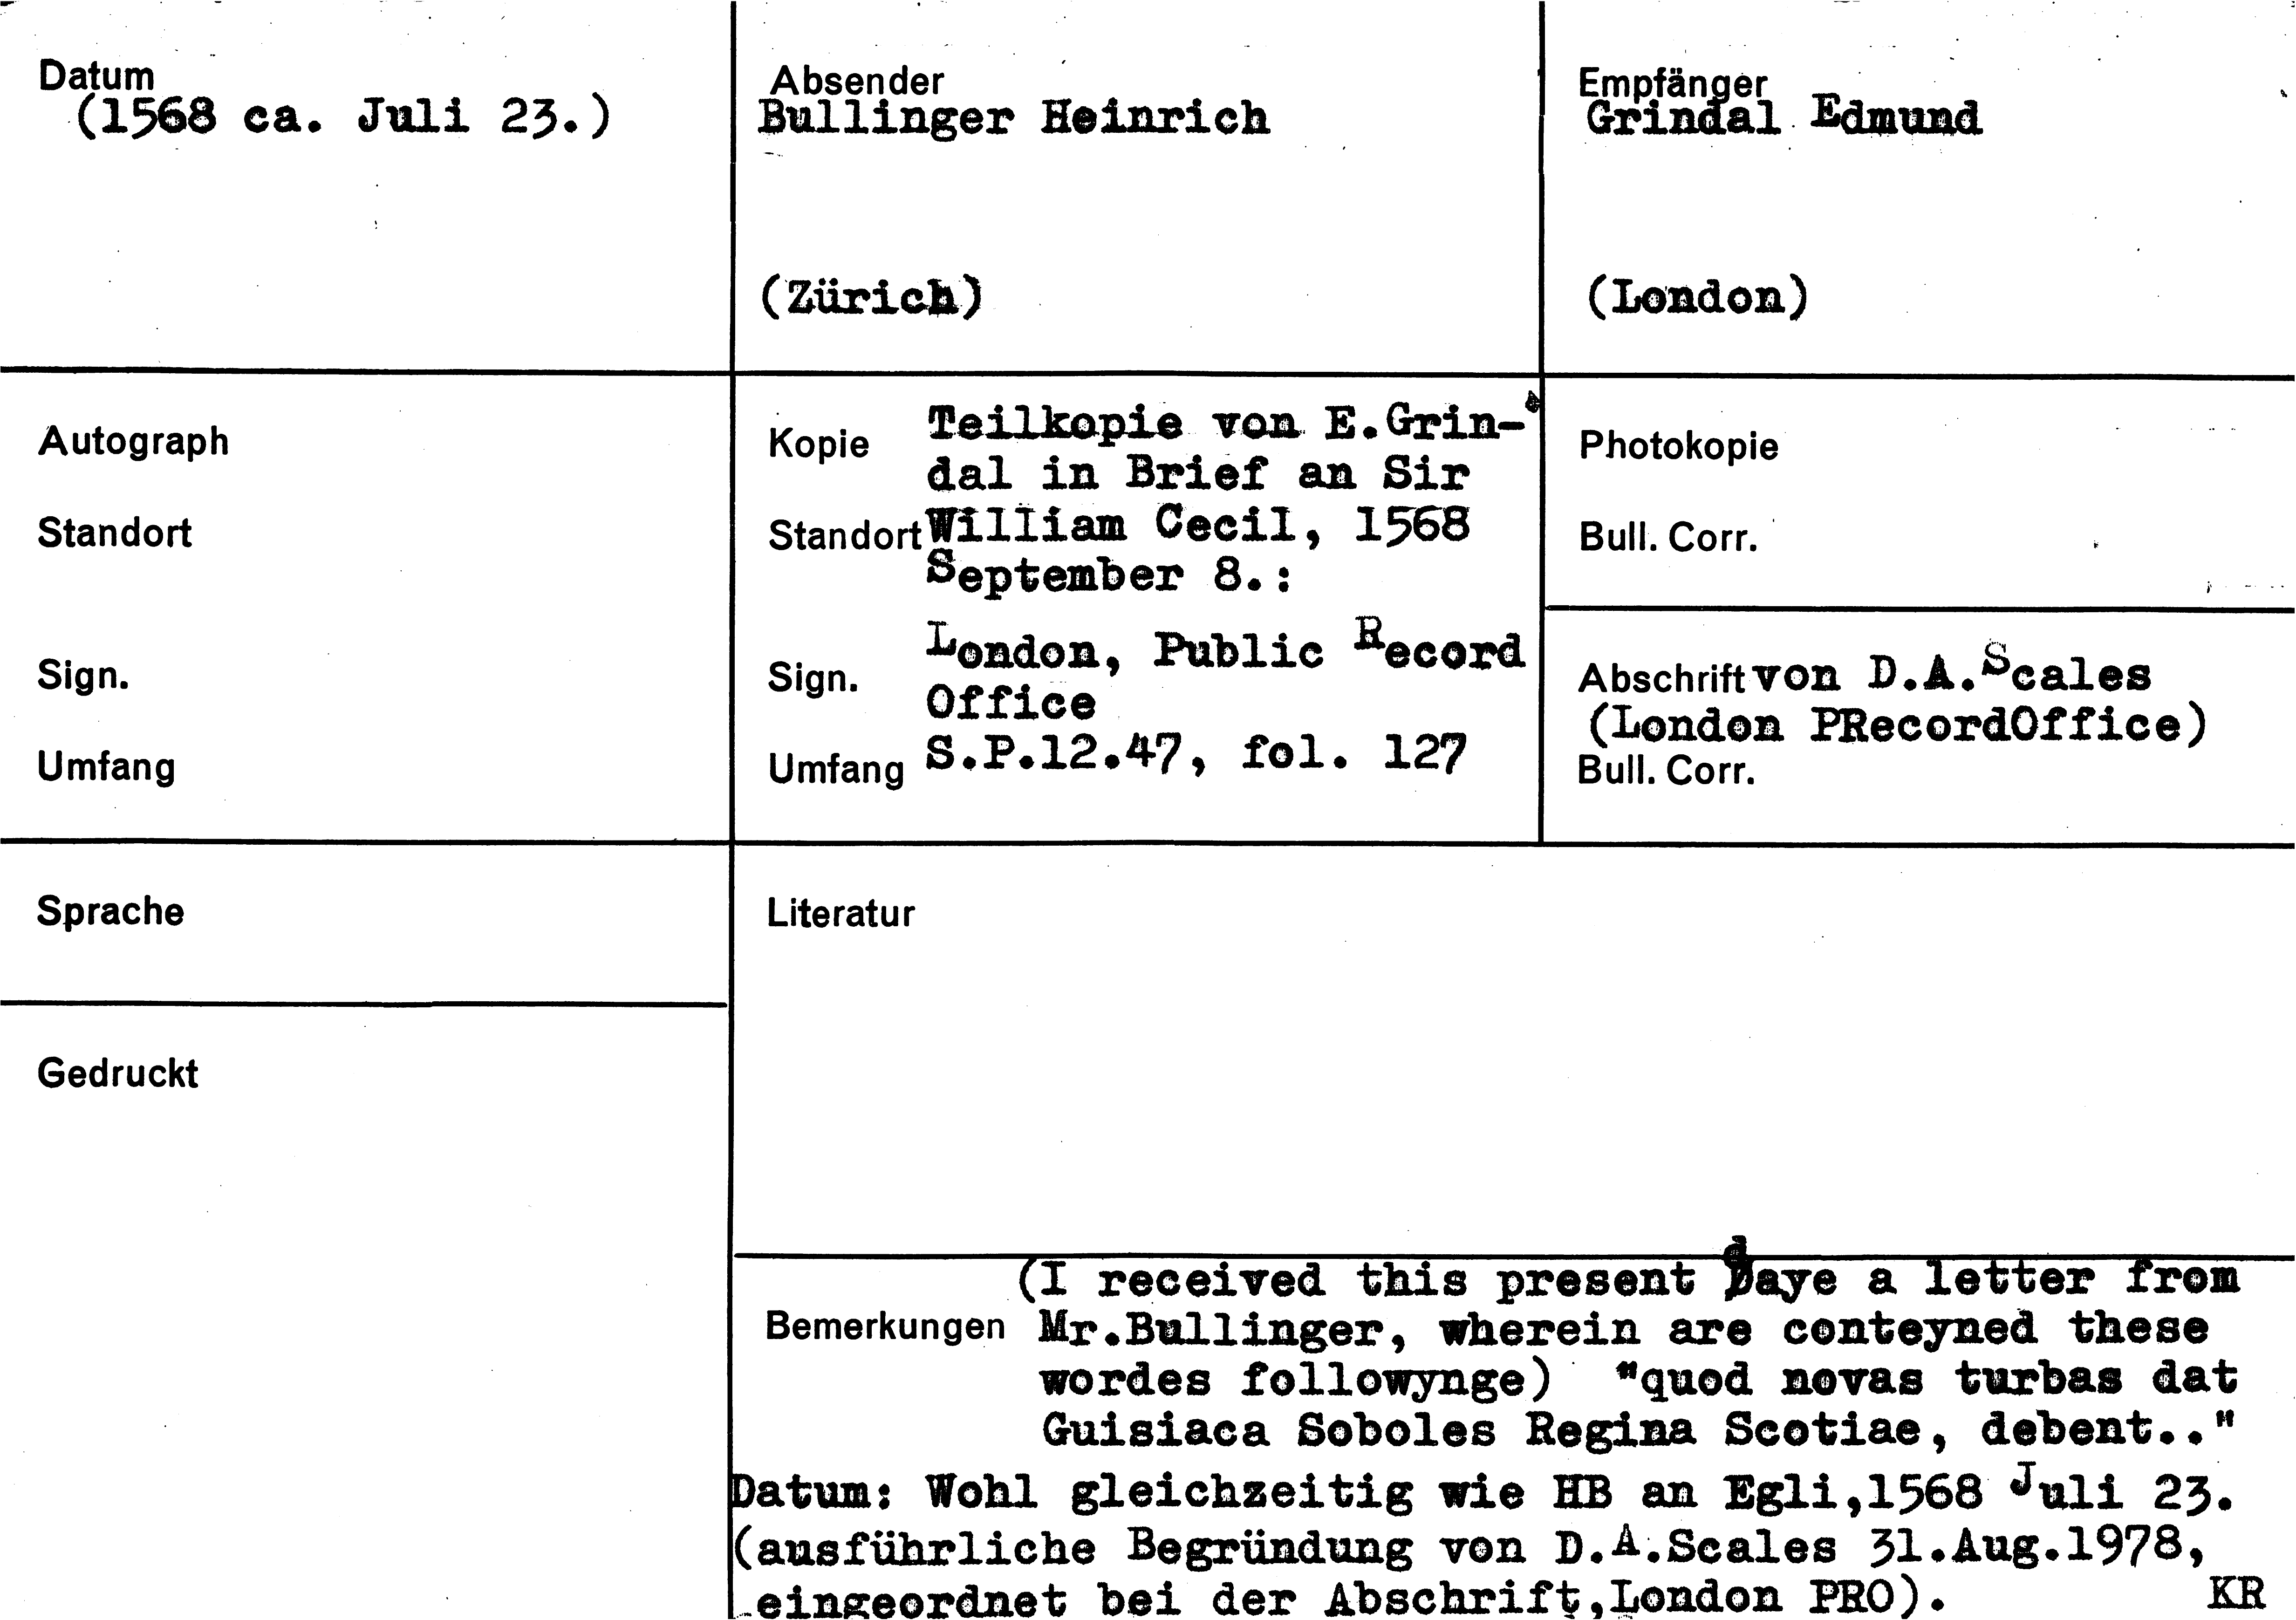 Datum
(1568 ca. Juli 23.)
Absender
Bullinger Heinrich
(Zürich)
Empfänger
Grindal Edmund
(London)
Autograph
Standort
Sign.
Umfang
Kopie Teilkopie von E.Grin-
dal in Brief an Sir
Standort William Cecil, 1568
September 8.:
London, Public Record
Sign. Office
Umfang S.P.12.47, fol. 127
Photokopie
Bull. Corr.
Abschrift von D.A.Scales
(London PRecordOffice)
Bull. Corr.
Sprache
Literatur
Gedruckt
(I received this present daye a letter from
Bemerkungen Mr.Bullinger, wherein are conteyned these
wordes followynge) "quod novas turbas dat
Guisiaca Soboles Regina Scotiae, debent.."
Datum: Wohl gleichzeitig wie HB an Egli,1568 Juli 23.
(ausführliche Begründung von D.A.Scales 31.Aug.1978,
eingeordnet bei der Abschrift,London PRO). KR